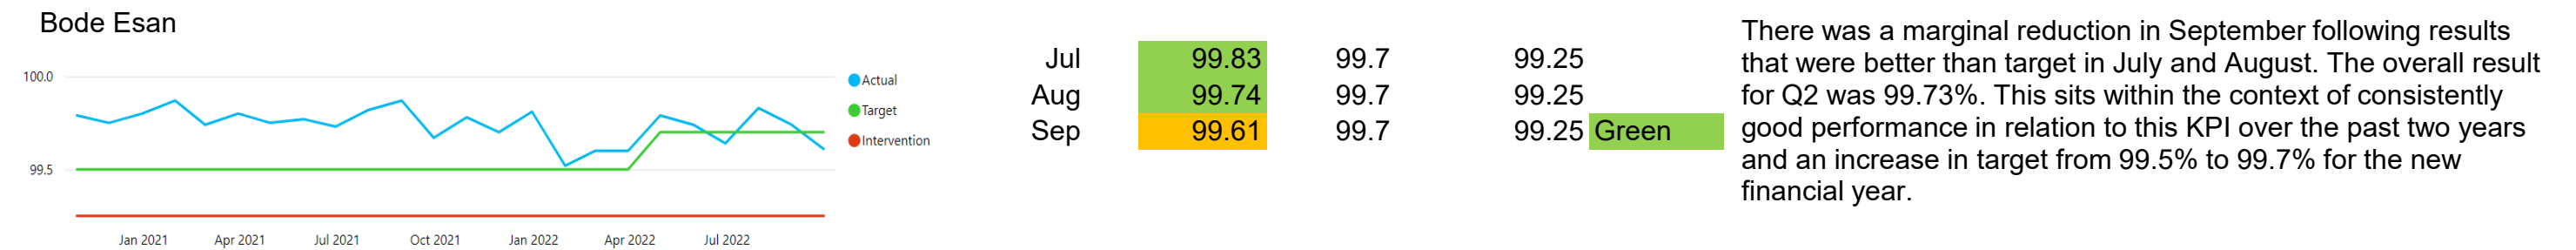 Bode Esan
100.0
99.5
Jan 2021 Apr 2021 Jul 2021 Oct 2021 Jan 2022 Apr 2022 Jul 2022
Actual
Target
Intervention
Jul 99.83 99.7 99.25
Aug 99.74 99.7 99.25
Sep 99.61 99.7 99.25 Green
There was a marginal reduction in September following results
that were better than target in July and August. The overall result
for Q2 was 99.73%. This sits within the context of consistently
good performance in relation to this KPI over the past two years
and an increase in target from 99.5% to 99.7% for the new
financial year.